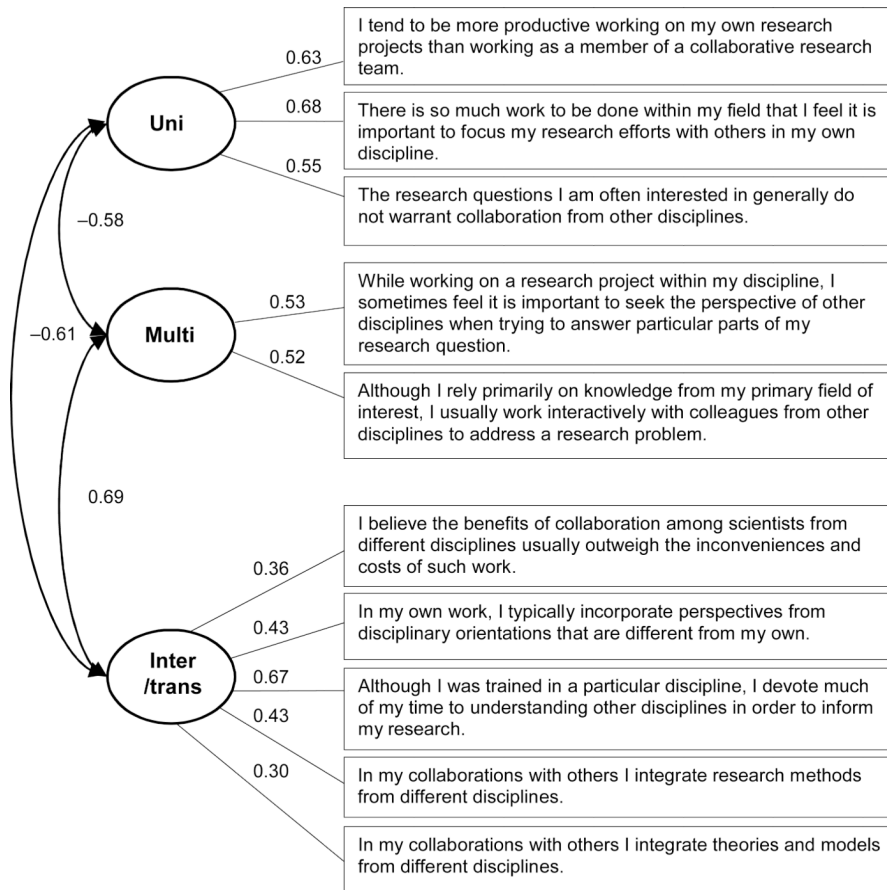 I tend to be more productive working on my own research
projects than working as a member of a collaborative research
team.
0.63
Uni
0.68
There is so much work to be done within my field that I feel it is
important to focus my research efforts with others in my own
discipline.
0.55
The research questions I am often interested in generally do
not warrant collaboration from other disciplines.
–0.58
While working on a research project within my discipline, I
sometimes feel it is important to seek the perspective of other
disciplines when trying to answer particular parts of my
research question.
0.53
–0.61
Multi
0.52
Although I rely primarily on knowledge from my primary field of
interest, I usually work interactively with colleagues from other
disciplines to address a research problem.
0.69
I believe the benefits of collaboration among scientists from
different disciplines usually outweigh the inconveniences and
costs of such work.
0.36
In my own work, I typically incorporate perspectives from
disciplinary orientations that are different from my own.
0.43
Inter
/trans
0.67
Although I was trained in a particular discipline, I devote much
of my time to understanding other disciplines in order to inform
my research.
0.43
In my collaborations with others I integrate research methods
from different disciplines.
0.30
In my collaborations with others I integrate theories and models
from different disciplines.